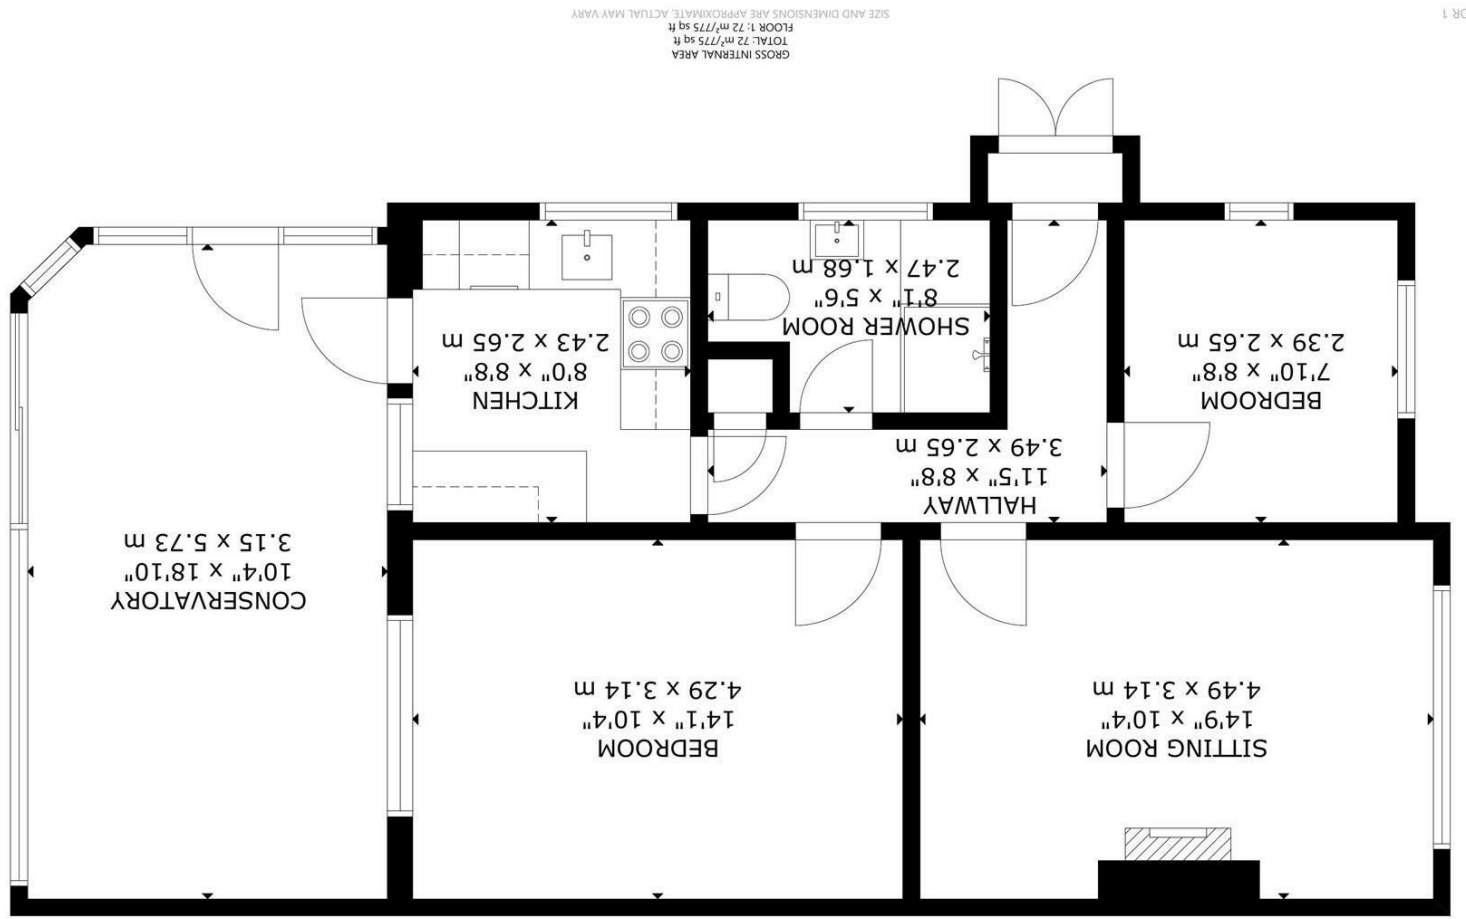 SITTING ROOM
14'9" x 10'4"
4.49 x 3.14 m
BEDROOM
14'1" x 10'4"
4.29 x 3.14 m
CONSERVATORY
10'4" x 18'10"
3.15 x 5.73 m
HALLWAY
11'5" x 8'8"
3.49 x 2.65 m
BEDROOM
7'10" x 8'8"
2.39 x 2.65 m
KITCHEN
8'0" x 8'8"
2.43 x 2.65 m
SHOWER ROOM
8'1" x 5'6"
2.47 x 1.68 m
GROSS INTERNAL AREA
TOTAL: 72 m²/775 sq ft
FLOOR 1: 72 m²/775 sq ft
SIZE AND DIMENSIONS ARE APPROXIMATE, ACTUAL MAY VARY
OR 1